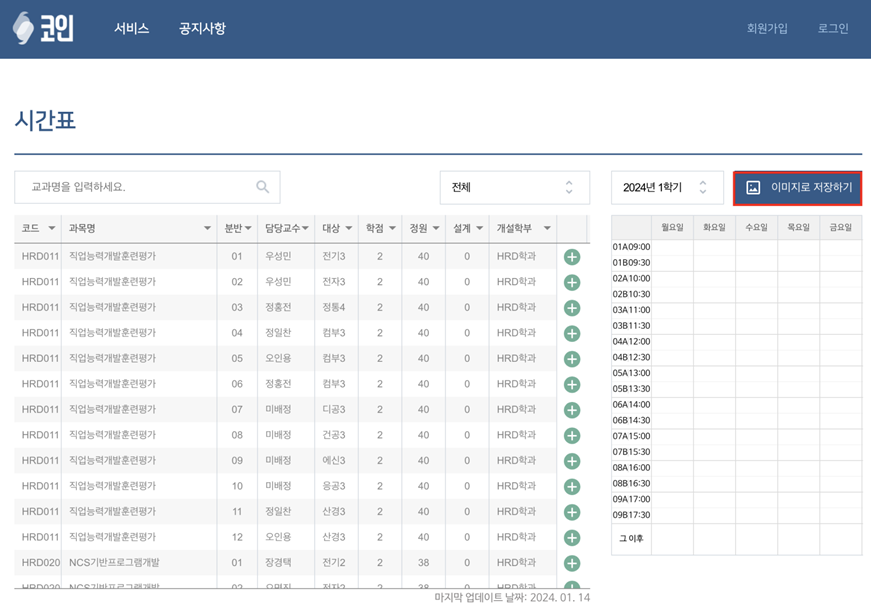 코인 서비스 공지사항 회원가입 로그인
시간표
교과명을 입력하세요. 전체 2024년 1학기 이미지로 저장하기
코드 과목명 분반 담당교수 대상 학점 정원 설계 개설학부
HRD011 직업능력개발훈련평가 01 우성민 전기3 2 40 0 HRD학과
HRD011 직업능력개발훈련평가 02 우성민 전자3 2 40 0 HRD학과
HRD011 직업능력개발훈련평가 03 정홍전 정통4 2 40 0 HRD학과
HRD011 직업능력개발훈련평가 04 정일찬 컴부3 2 40 0 HRD학과
HRD011 직업능력개발훈련평가 05 오인용 컴부3 2 40 0 HRD학과
HRD011 직업능력개발훈련평가 06 정홍전 컴부3 2 40 0 HRD학과
HRD011 직업능력개발훈련평가 07 미배정 디공3 2 40 0 HRD학과
HRD011 직업능력개발훈련평가 08 미배정 건공3 2 40 0 HRD학과
HRD011 직업능력개발훈련평가 09 미배정 에신3 2 40 0 HRD학과
HRD011 직업능력개발훈련평가 10 미배정 응공3 2 40 0 HRD학과
HRD011 직업능력개발훈련평가 11 정일찬 산경3 2 40 0 HRD학과
HRD011 직업능력개발훈련평가 12 오인용 산경3 2 40 0 HRD학과
HRD020 NCS기반프로그램개발 01 장경택 전기2 2 38 0 HRD학과
HRD020 NCS기반프로그램개발 02 전자2 2 38 0 HRD학과
마지막 업데이트 날짜: 2024. 01. 14
월요일 화요일 수요일 목요일 금요일
01A09:00
01B09:30
02A10:00
02B10:30
03A11:00
03B11:30
04A12:00
04B12:30
05A13:00
05B13:30
06A14:00
06B14:30
07A15:00
07B15:30
08A16:00
08B16:30
09A17:00
09B17:30
그 이후